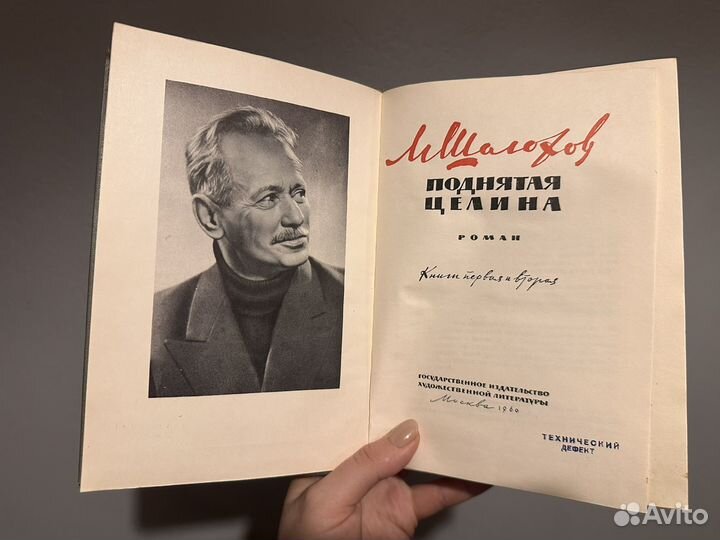 М. Шолохов
ПОДНЯТАЯ
ЦЕЛИНА
РОМАН
Книги первая и вторая
ГОСУДАРСТВЕННОЕ ИЗДАТЕЛЬСТВО
ХУДОЖЕСТВЕННОЙ ЛИТЕРАТУРЫ
Москва 1960
ТЕХНИЧЕСКИЙ
ДЕФЕКТ
Avito